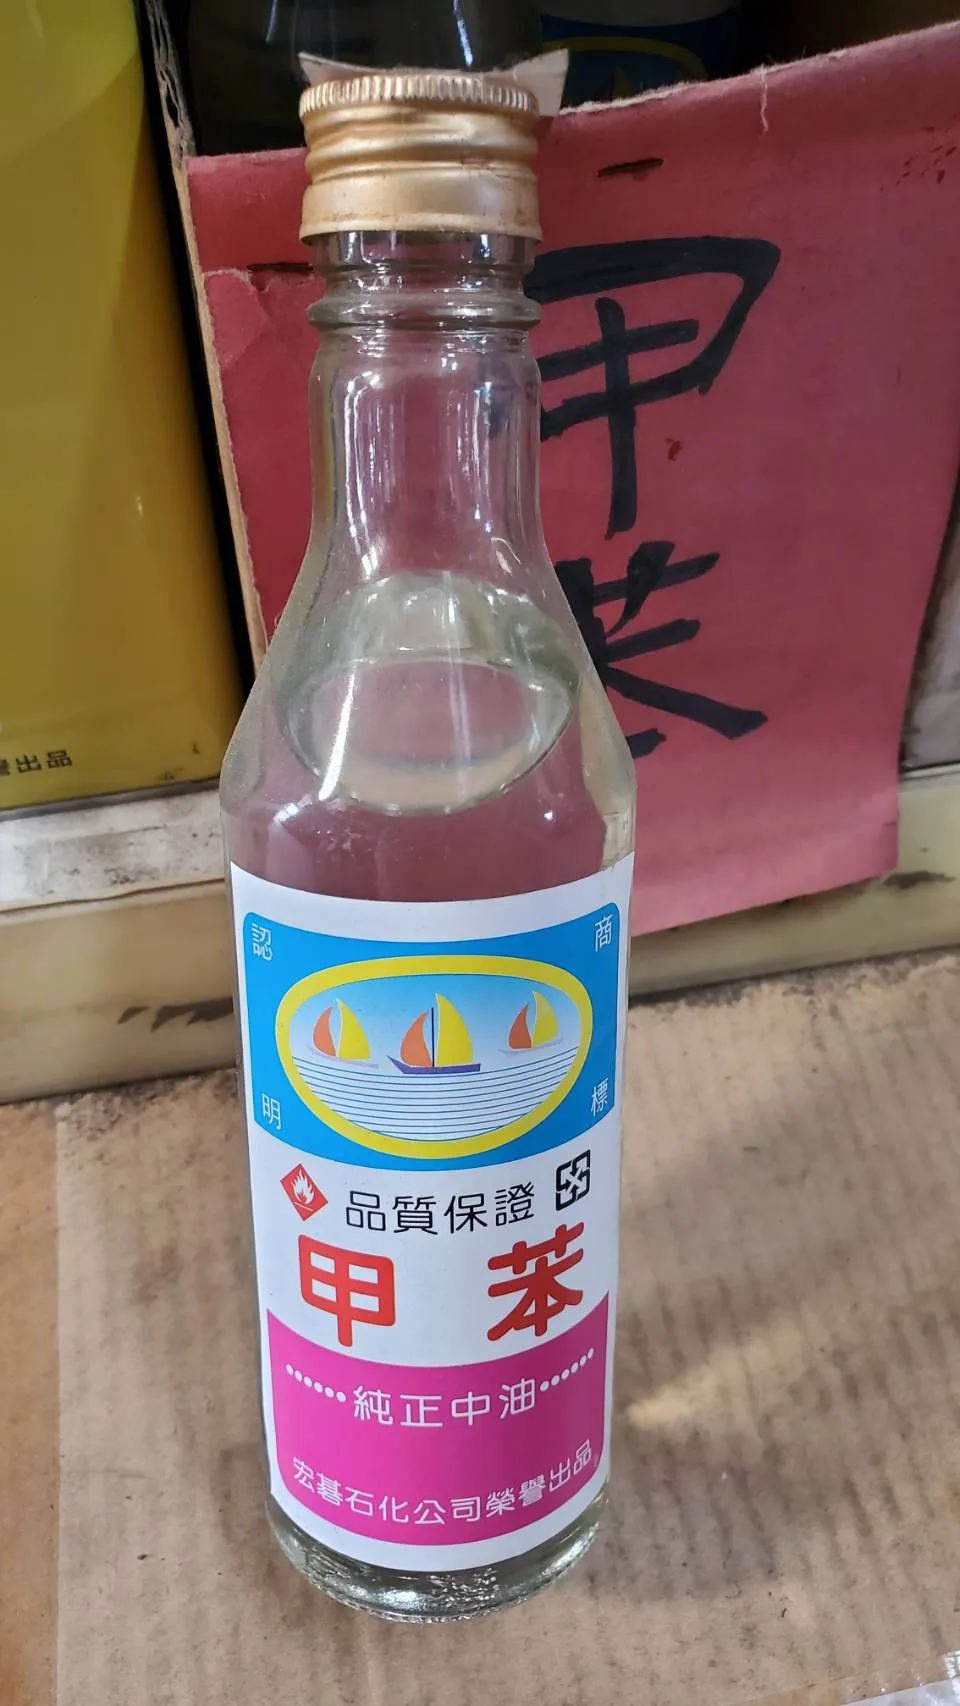 甲
苯
譽出品
商標
認明
品質保證
甲苯
純正中油
宏碁石化公司榮譽出品